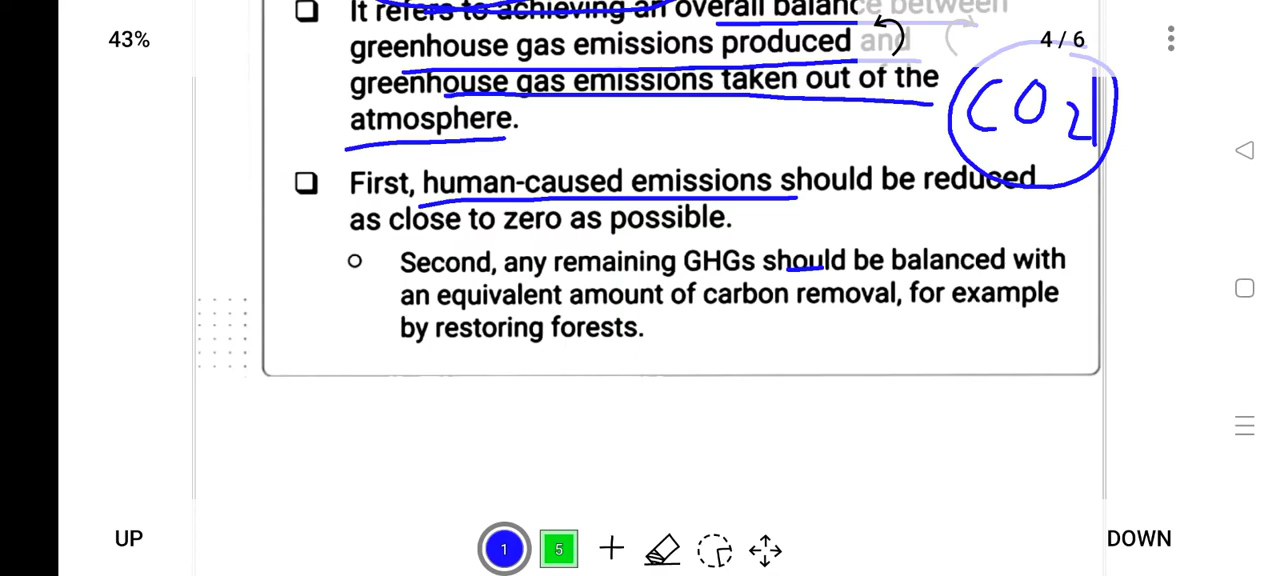 It refers to achieving an overall balance between
43%
greenhouse gas emissions produced and
4 / 6
greenhouse gas emissions taken out of the
CO2
atmosphere.
First, human-caused emissions should be reduced
as close to zero as possible.
Second, any remaining GHGs should be balanced with
an equivalent amount of carbon removal, for example
by restoring forests.
UP
1
5
DOWN